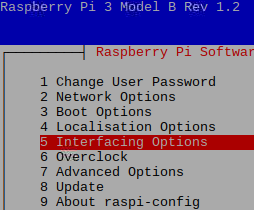 Raspberry Pi 3 Model B Rev 1.2
Raspberry Pi Softwar
1 Change User Password
2 Network Options
3 Boot Options
4 Localisation Options
5 Interfacing Options
6 Overclock
7 Advanced Options
8 Update
9 About raspi-config